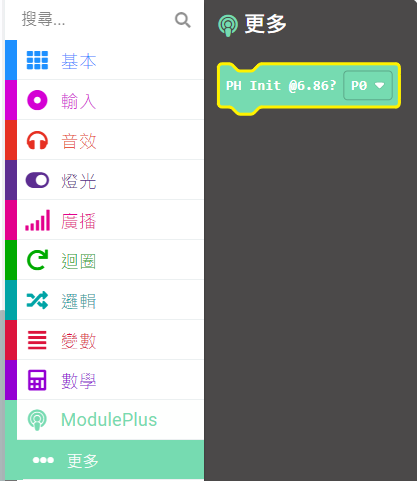 搜尋...
基本
輸入
音效
燈光
廣播
迴圈
邏輯
變數
數學
ModulePlus
更多
更多
PH Init @6.86? P0